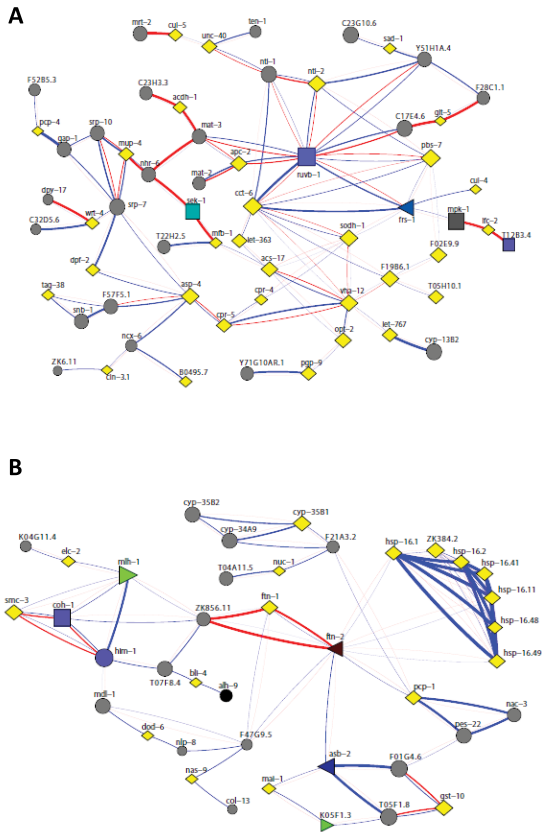 A
mrt-2
cul-5
ten-1
unc-40
C23G10.6
sad-1
Y51H1A.4
ntl-1
ntl-2
F52B5.3
C23H3.3
acdh-1
F28C1.1
pcp-4
srp-10
mat-3
C17E4.6
glt-5
gap-1
mup-4
apc-2
pbs-7
nhr-6
mat-2
ruvb-1
dpy-17
srp-7
sek-1
cct-6
cul-4
wrt-4
frs-1
mpk-1
lfc-2
C32D5.6
T22H2.5
mfb-1
let-363
sodh-1
T12B3.4
F02E9.9
dpf-2
acs-17
F19B6.1
tag-38
F57F5.1
asp-4
cpr-4
vha-12
T05H10.1
snb-1
cpr-5
ncx-6
opt-2
let-767
cyp-13B2
ZK6.11
cin-3.1
B0495.7
Y71G10AR.1
pgp-9
B
cyp-35B2
cyp-35B1
K04G11.4
cyp-34A9
F21A3.2
hsp-16.1
ZK384.2
elc-2
hsp-16.2
mlh-1
T04A11.5
nuc-1
hsp-16.41
smc-3
coh-1
ZK856.11
ftn-1
hsp-16.11
hsp-16.48
him-1
ftn-2
T07F8.4
bli-4
hsp-16.49
alh-9
mdl-1
pcp-1
nac-3
dod-6
F47G9.5
pes-22
nlp-8
asb-2
F01G4.6
nas-9
mai-1
col-13
gst-10
K05F1.3
T05F1.8